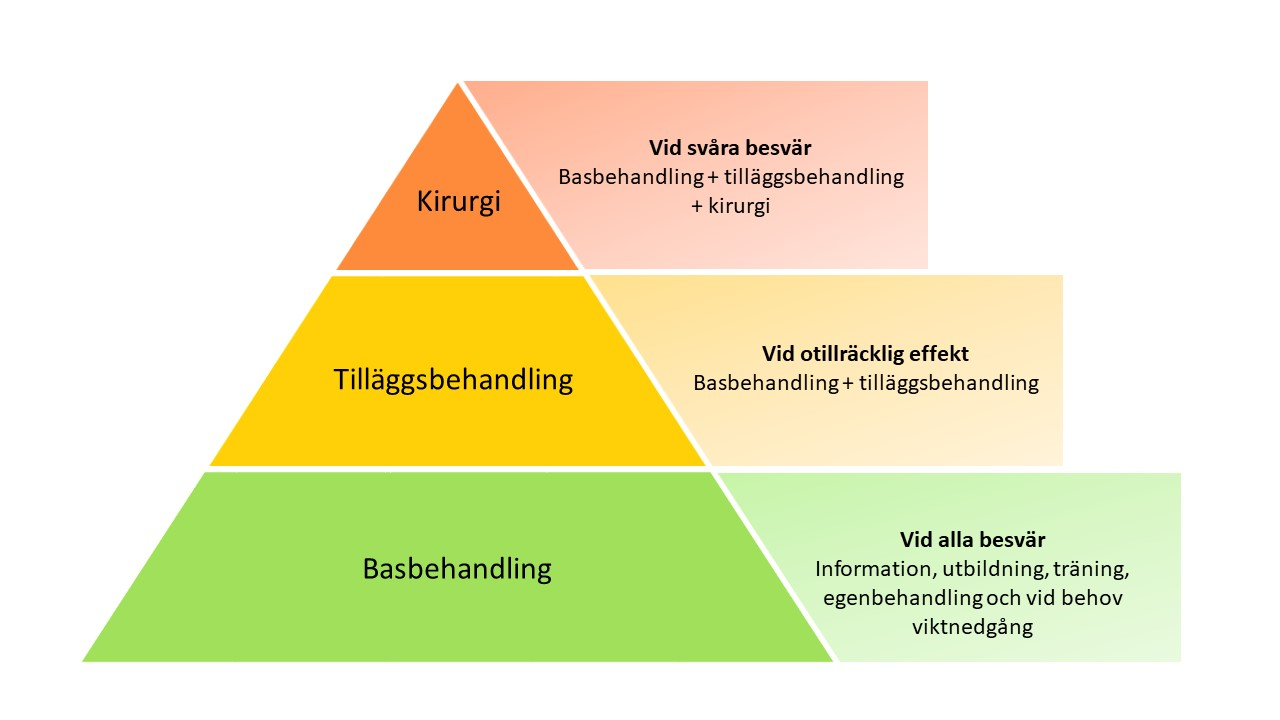 Kirurgi
Vid svåra besvär
Basbehandling + tilläggsbehandling
+ kirurgi
Tilläggsbehandling
Vid otillräcklig effekt
Basbehandling + tilläggsbehandling
Basbehandling
Vid alla besvär
Information, utbildning, träning,
egenbehandling och vid behov
viktnedgång